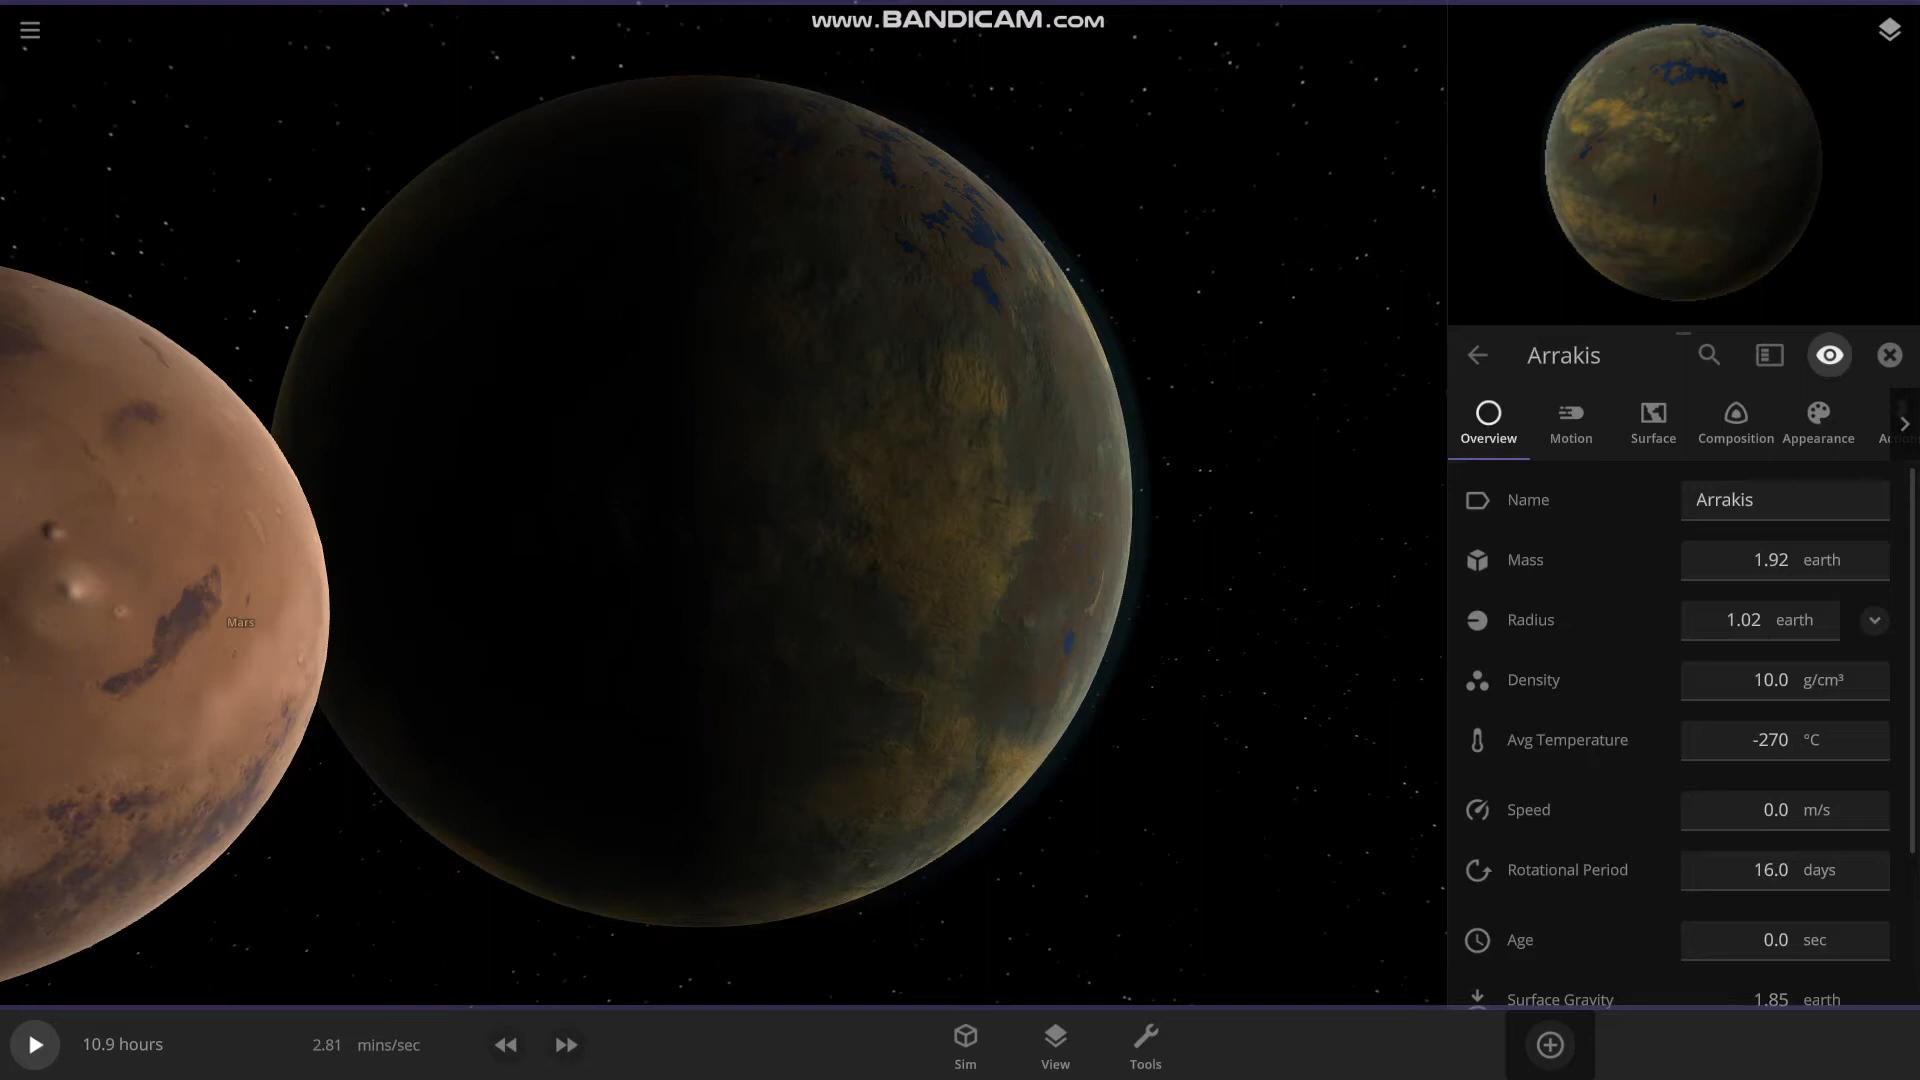 www.BANDICAM.com
Mars
Arrakis
Overview
Motion
Surface
Composition
Appearance
Name Arrakis
Mass 1.92 earth
Radius 1.02 earth
Density 10.0 g/cm³
Avg Temperature -270 °C
Speed 0.0 m/s
Rotational Period 16.0 days
Age 0.0 sec
Surface Gravity 1.85 earth
10.9 hours
2.81 mins/sec
Sim
View
Tools